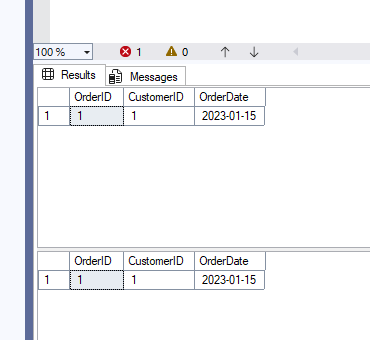 100 % 1 0
Results Messages
OrderID CustomerID OrderDate
1 1 1 2023-01-15
OrderID CustomerID OrderDate
1 1 1 2023-01-15